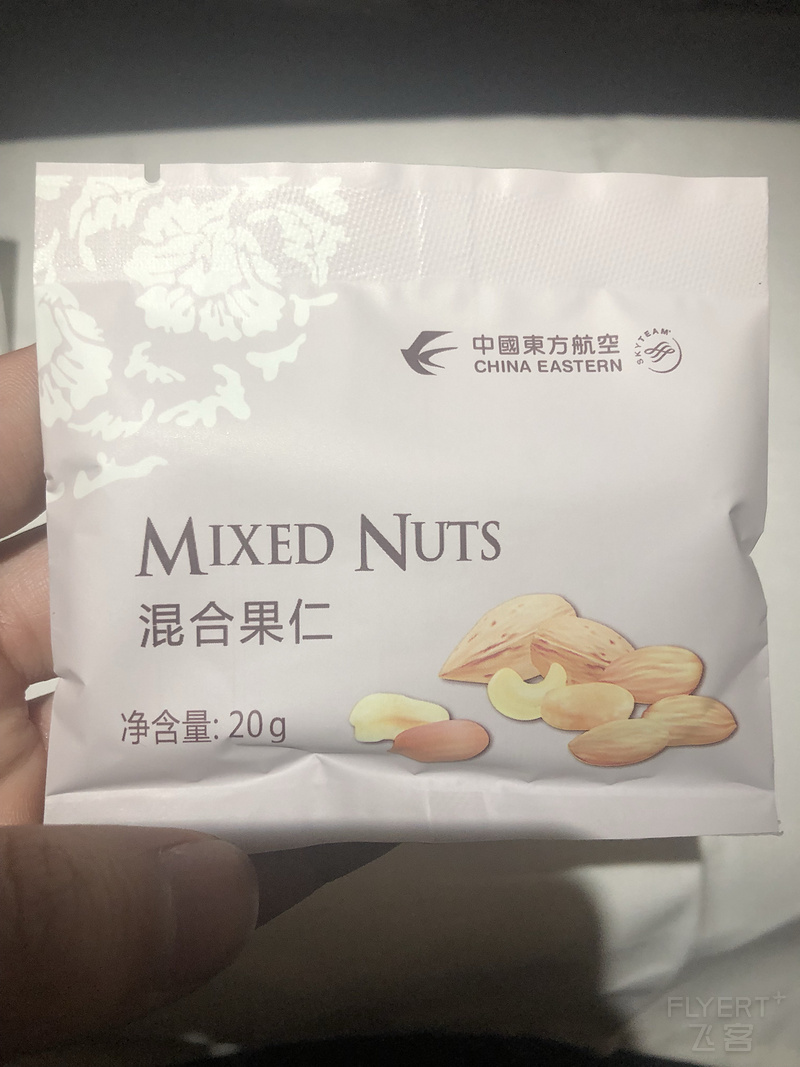 中國東方航空
CHINA EASTERN
SKYTEAM
MIXED NUTS
混合果仁
净含量: 20g
FLYERT+
飞客